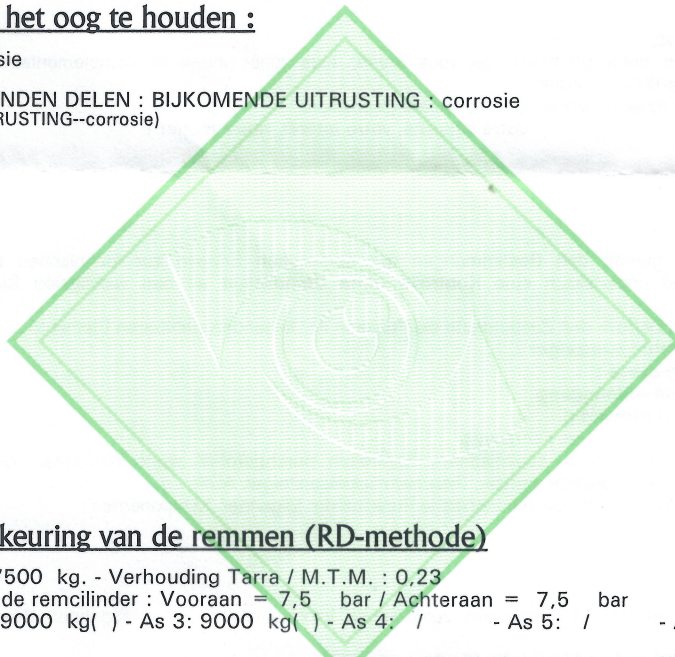 het oog te houden :
sie
NDEN DELEN : BIJKOMENDE UITRUSTING : corrosie
RUSTING--corrosie)
keuring van de remmen (RD-methode)
7500 kg. - Verhouding Tarra / M.T.M. : 0,23
de remcilinder : Vooraan = 7,5 bar / Achteraan = 7,5 bar
9000 kg( ) - As 3: 9000 kg( ) - As 4: / - As 5: / -